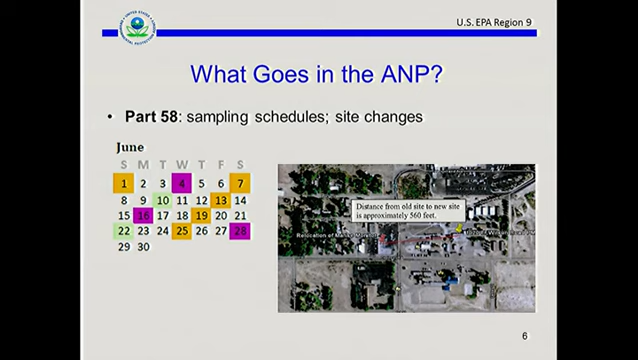 U.S. EPA Region 9
What Goes in the ANP?
• Part 58: sampling schedules; site changes
June
S M T W T F S
1 2 3 4 5 6 7
8 9 10 11 12 13 14
15 16 17 18 19 20 21
22 23 24 25 26 27 28
29 30
Distance from old site to new site
is approximately 560 feet.
Relocation of
6